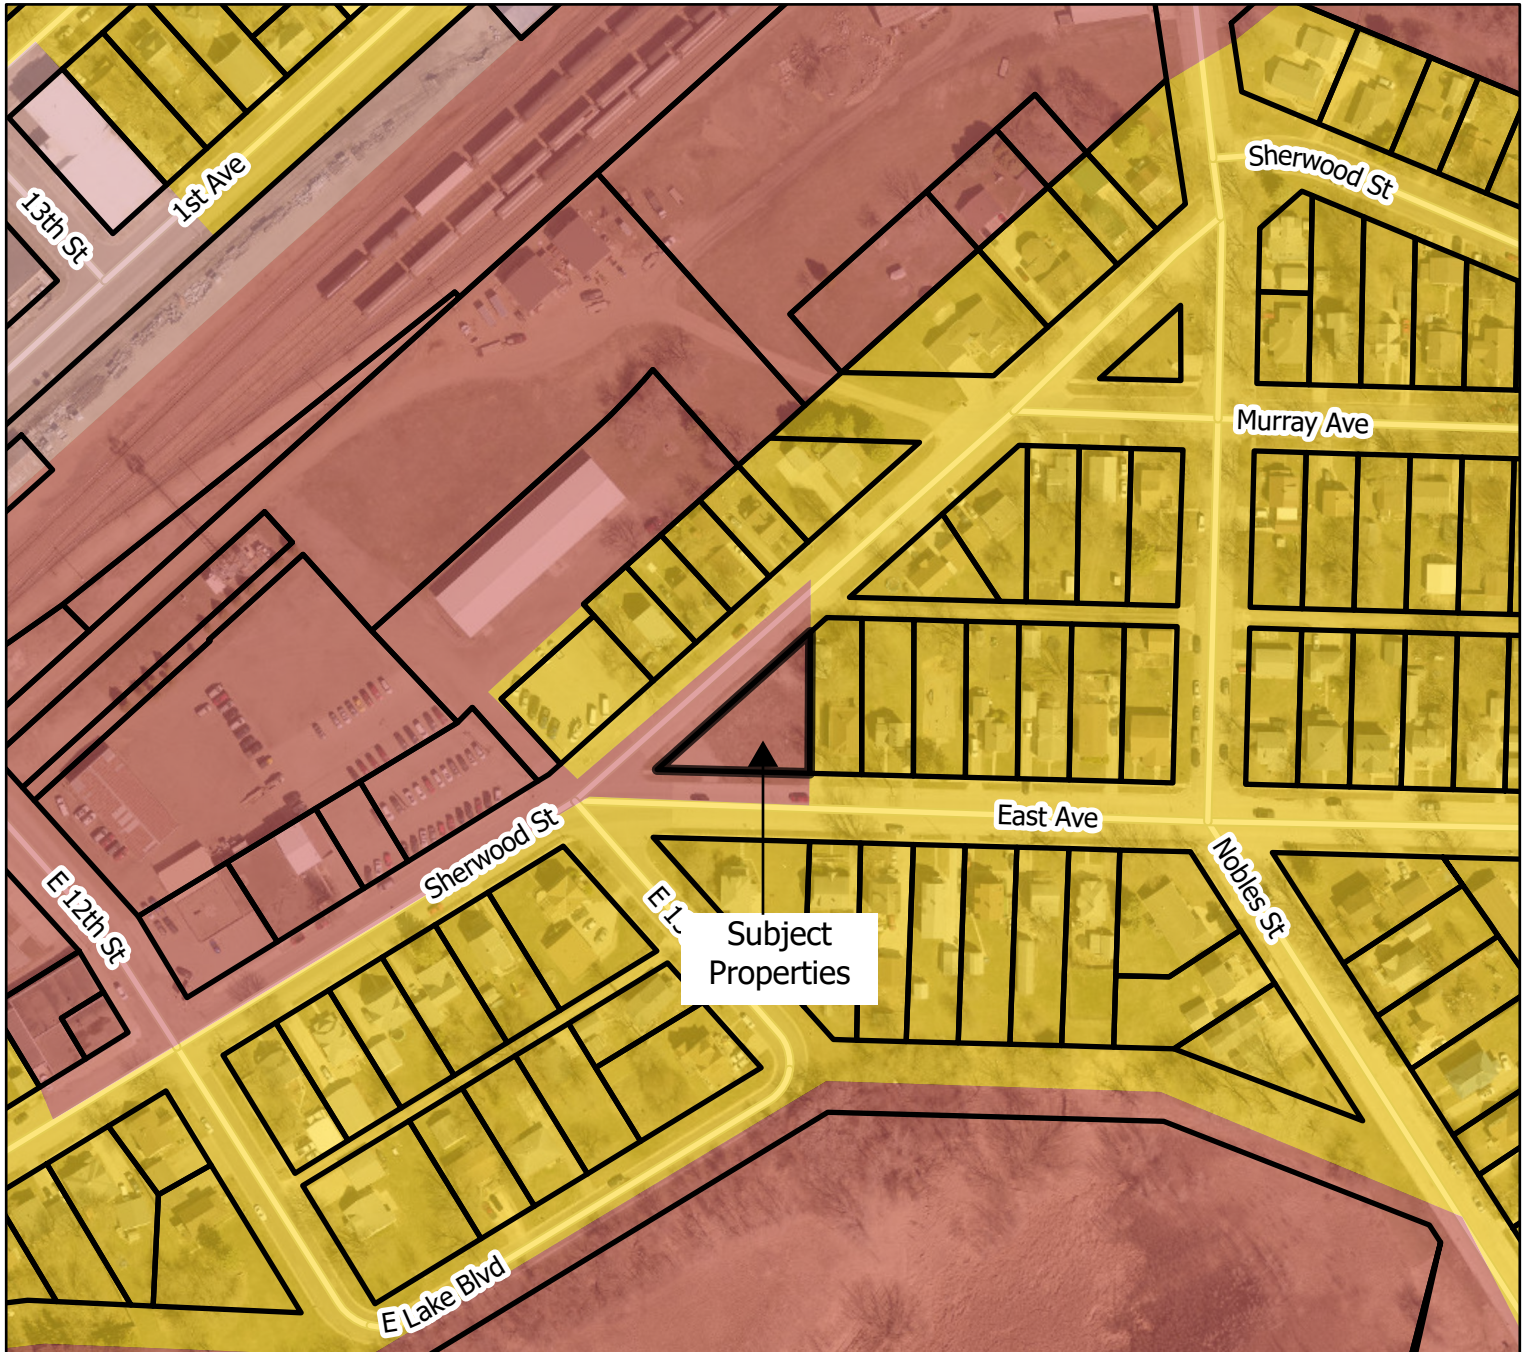 Sherwood St
1st Ave
13th St
Murray Ave
East Ave
Sherwood St
Nobles St
E 12th St
E 1
Subject
Properties
E Lake Blvd